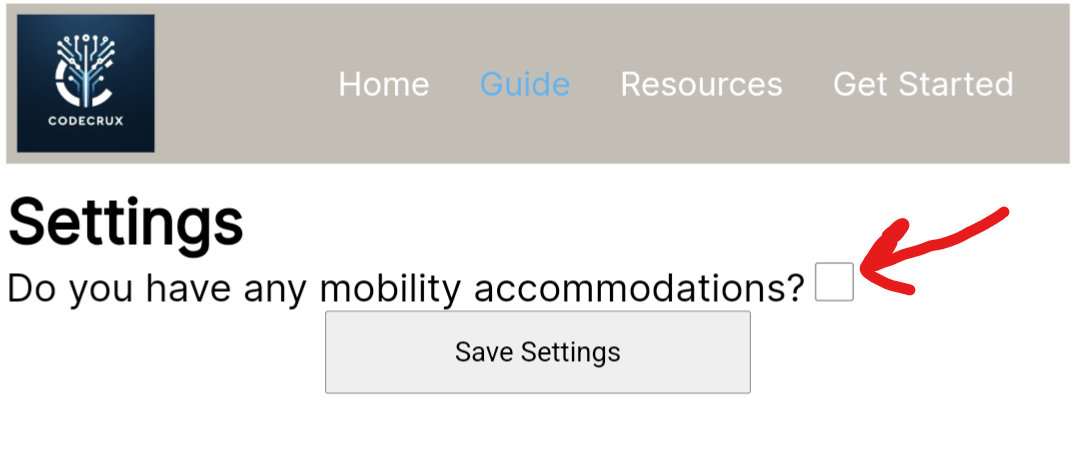 CODECRUX
Home Guide Resources Get Started
Settings
Do you have any mobility accommodations?
Save Settings